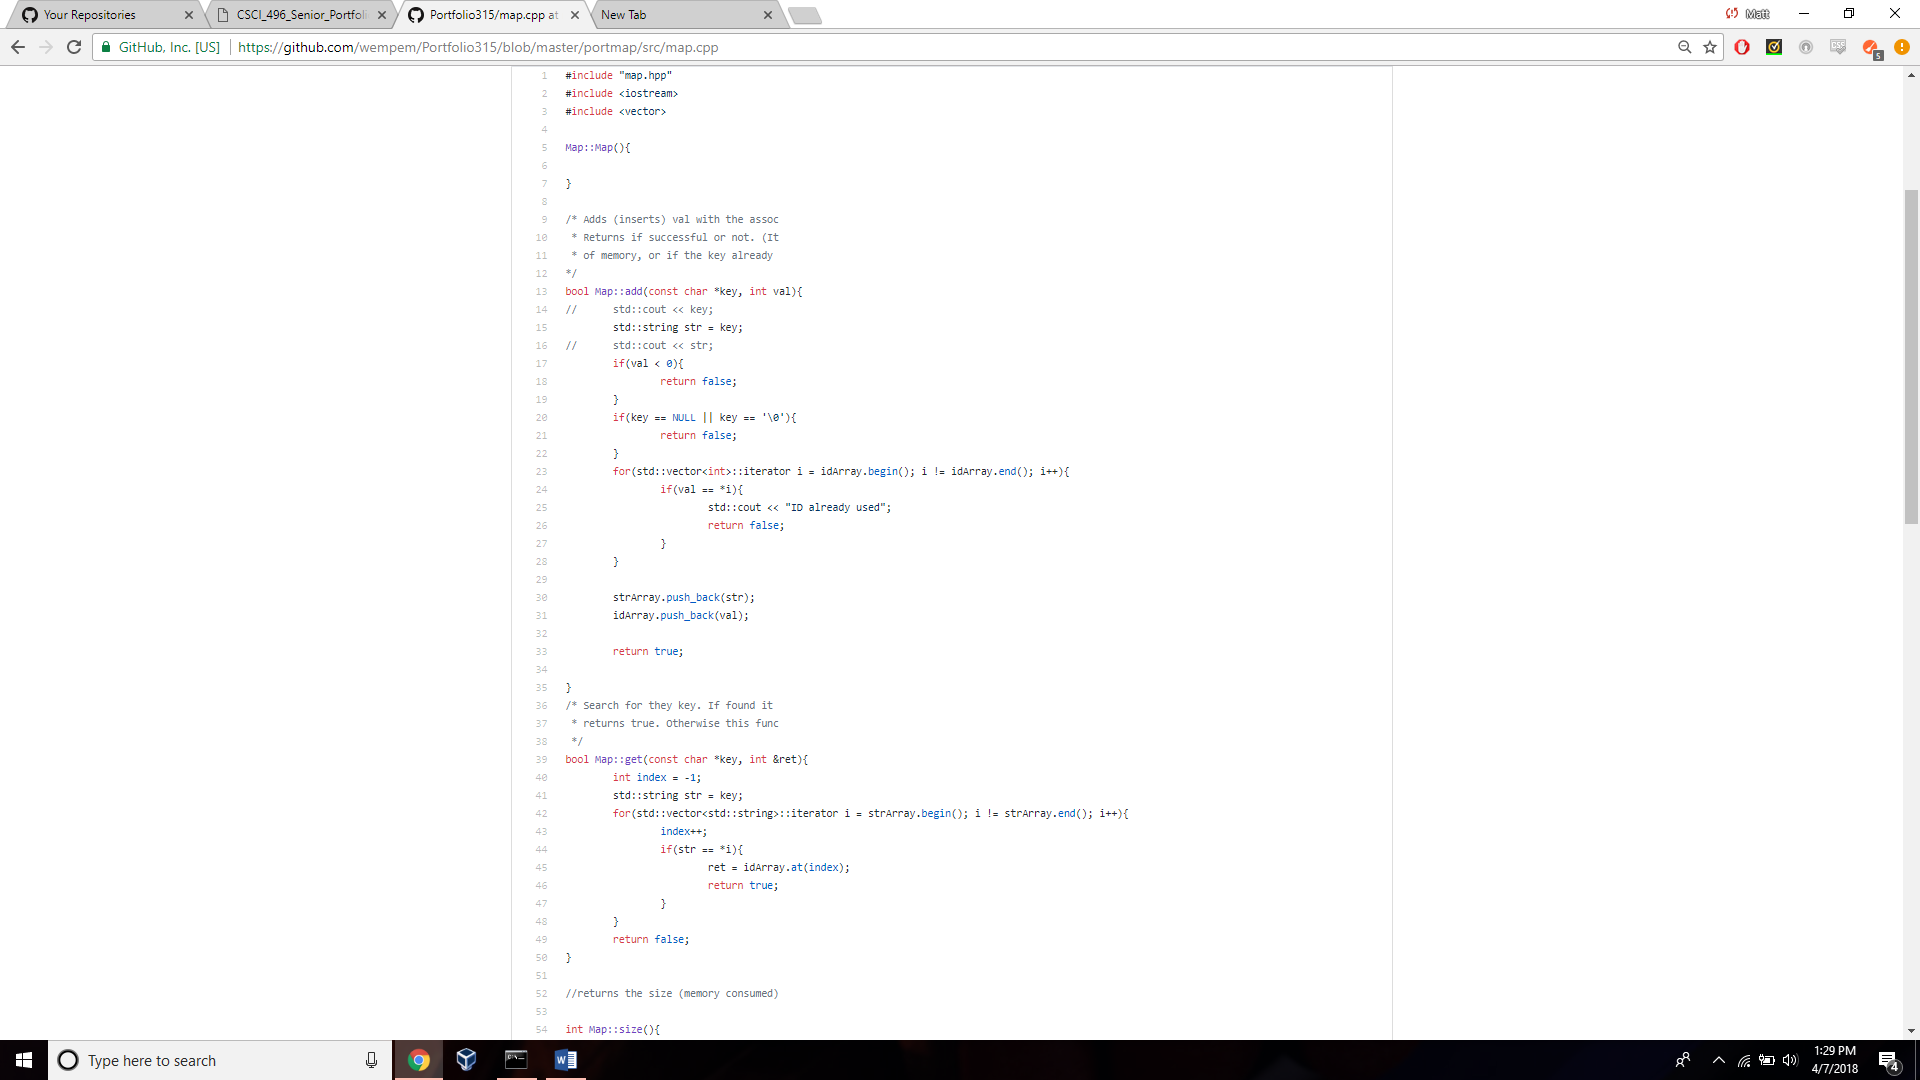 Your Repositories
CSCI_496_Senior_Portfoli
Portfolio315/map.cpp at
New Tab
Matt
GitHub, Inc. [US]
https://github.com/wempem/Portfolio315/blob/master/portmap/src/map.cpp
CSC
5
1 #include "map.hpp"
2 #include <iostream>
3 #include <vector>
4
5 Map::Map(){
6
7 }
8
9 /* Adds (inserts) val with the assoc
10 * Returns if successful or not. (It
11 * of memory, or if the key already
12 */
13 bool Map::add(const char *key, int val){
14 // std::cout << key;
15 std::string str = key;
16 // std::cout << str;
17 if(val < 0){
18 return false;
19 }
20 if(key == NULL || key == '\0'){
21 return false;
22 }
23 for(std::vector<int>::iterator i = idArray.begin(); i != idArray.end(); i++){
24 if(val == *i){
25 std::cout << "ID already used";
26 return false;
27 }
28 }
29
30 strArray.push_back(str);
31 idArray.push_back(val);
32
33 return true;
34
35 }
36 /* Search for they key. If found it
37 * returns true. Otherwise this func
38 */
39 bool Map::get(const char *key, int &ret){
40 int index = -1;
41 std::string str = key;
42 for(std::vector<std::string>::iterator i = strArray.begin(); i != strArray.end(); i++){
43 index++;
44 if(str == *i){
45 ret = idArray.at(index);
46 return true;
47 }
48 }
49 return false;
50 }
51
52 //returns the size (memory consumed)
53
54 int Map::size(){
Type here to search
1:29 PM
4/7/2018
4